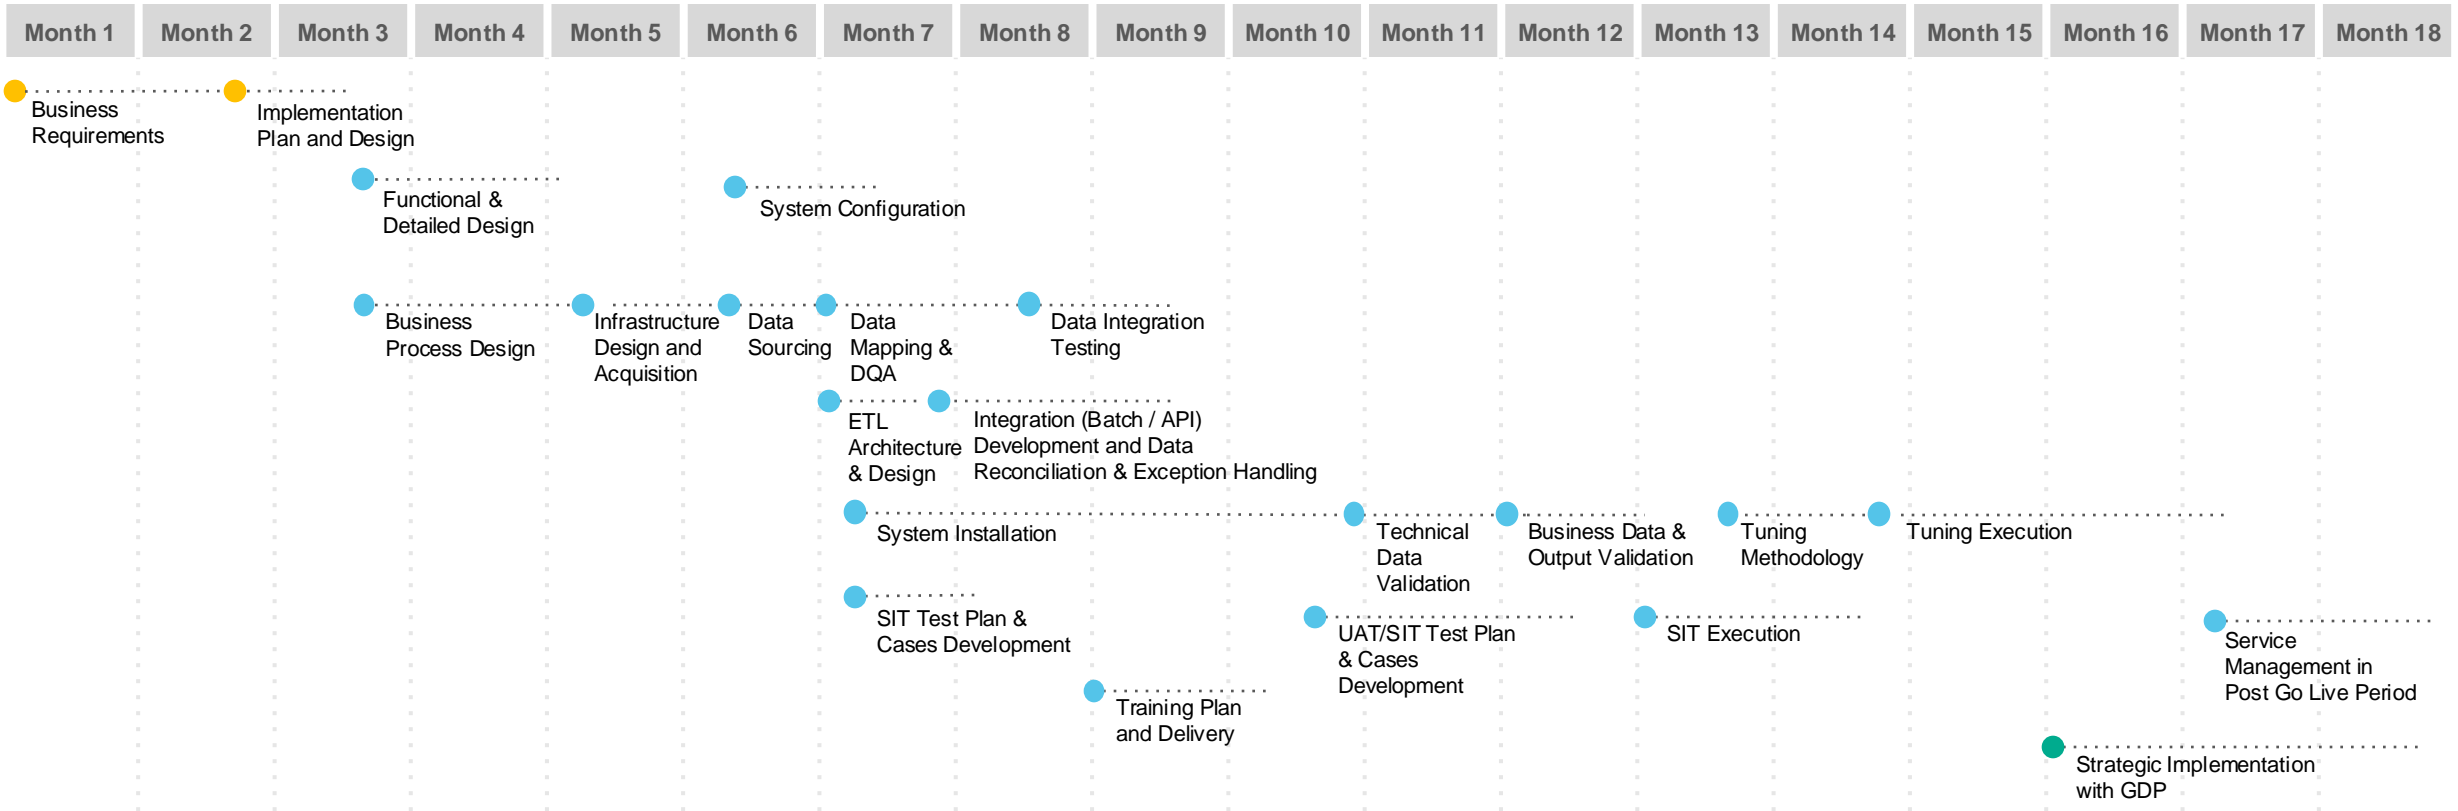 Month 1
Month 2
Month 3
Month 4
Month 5
Month 6
Month 7
Month 8
Month 9
Month 10
Month 11
Month 12
Month 13
Month 14
Month 15
Month 16
Month 17
Month 18
Business
Requirements
Implementation
Plan and Design
Functional &
Detailed Design
System Configuration
Business
Process Design
Infrastructure
Design and
Acquisition
Data
Sourcing
Data
Mapping &
DQA
Data Integration
Testing
ETL
Architecture
& Design
Integration (Batch / API)
Development and Data
Reconciliation & Exception Handling
System Installation
Technical
Data
Validation
Business Data &
Output Validation
Tuning
Methodology
Tuning Execution
SIT Test Plan &
Cases Development
UAT/SIT Test Plan
& Cases
Development
SIT Execution
Service
Management in
Post Go Live Period
Training Plan
and Delivery
Strategic Implementation
with GDP